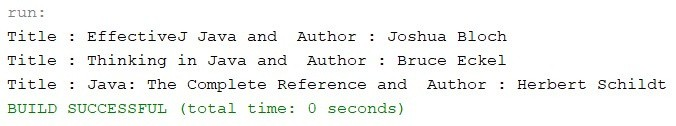 run:
Title : EffectiveJ Java and  Author : Joshua Bloch
Title : Thinking in Java and  Author : Bruce Eckel
Title : Java: The Complete Reference and  Author : Herbert Schildt
BUILD SUCCESSFUL (total time: 0 seconds)